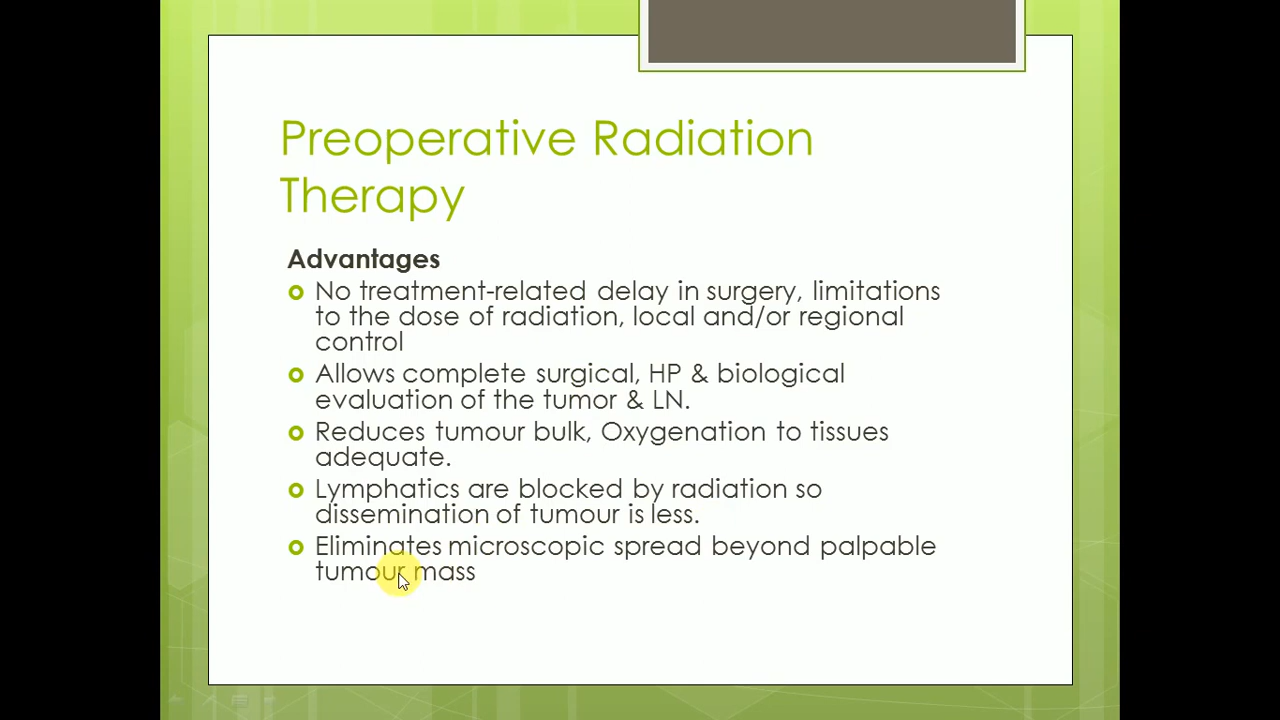 Preoperative Radiation
Therapy
Advantages
No treatment-related delay in surgery, limitations
to the dose of radiation, local and/or regional
control
Allows complete surgical, HP & biological
evaluation of the tumor & LN.
Reduces tumour bulk, Oxygenation to tissues
adequate.
Lymphatics are blocked by radiation so
dissemination of tumour is less.
Eliminates microscopic spread beyond palpable
tumour mass